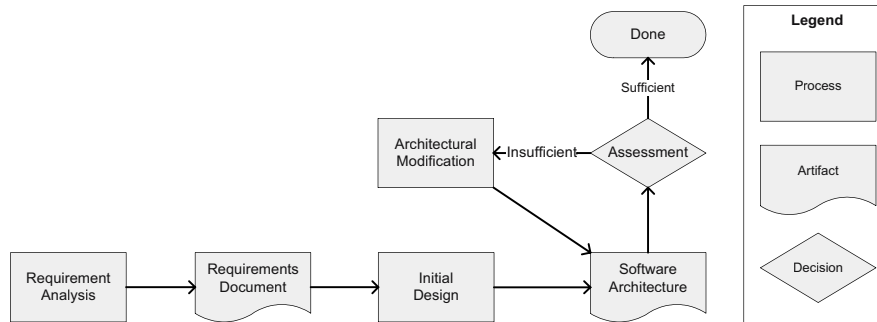 Done
Sufficient
Architectural
Modification
Insufficient
Assessment
Requirement
Analysis
Requirements
Document
Initial
Design
Software
Architecture
Legend
Process
Artifact
Decision